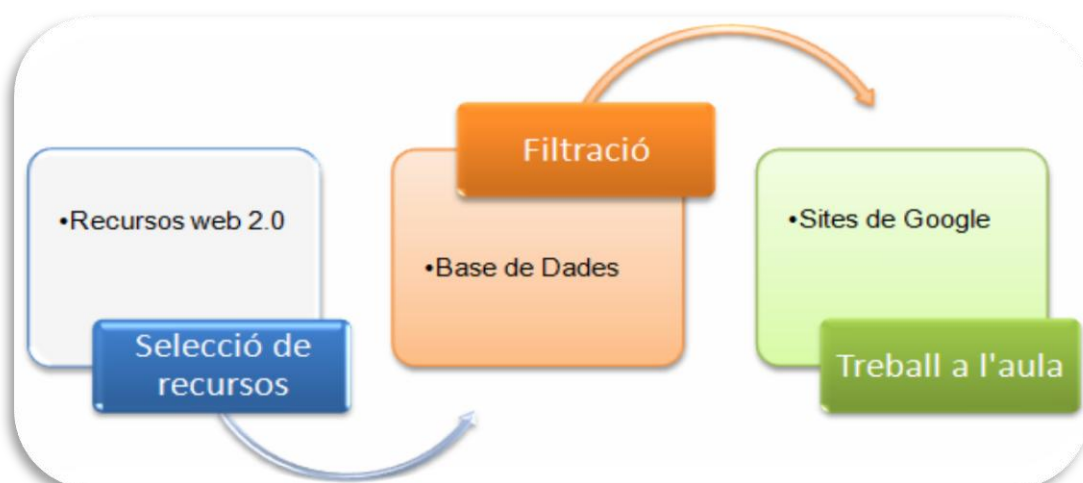 •Recursos web 2.0
Selecció de
recursos
Filtració
•Base de Dades
•Sites de Google
Treball a l'aula